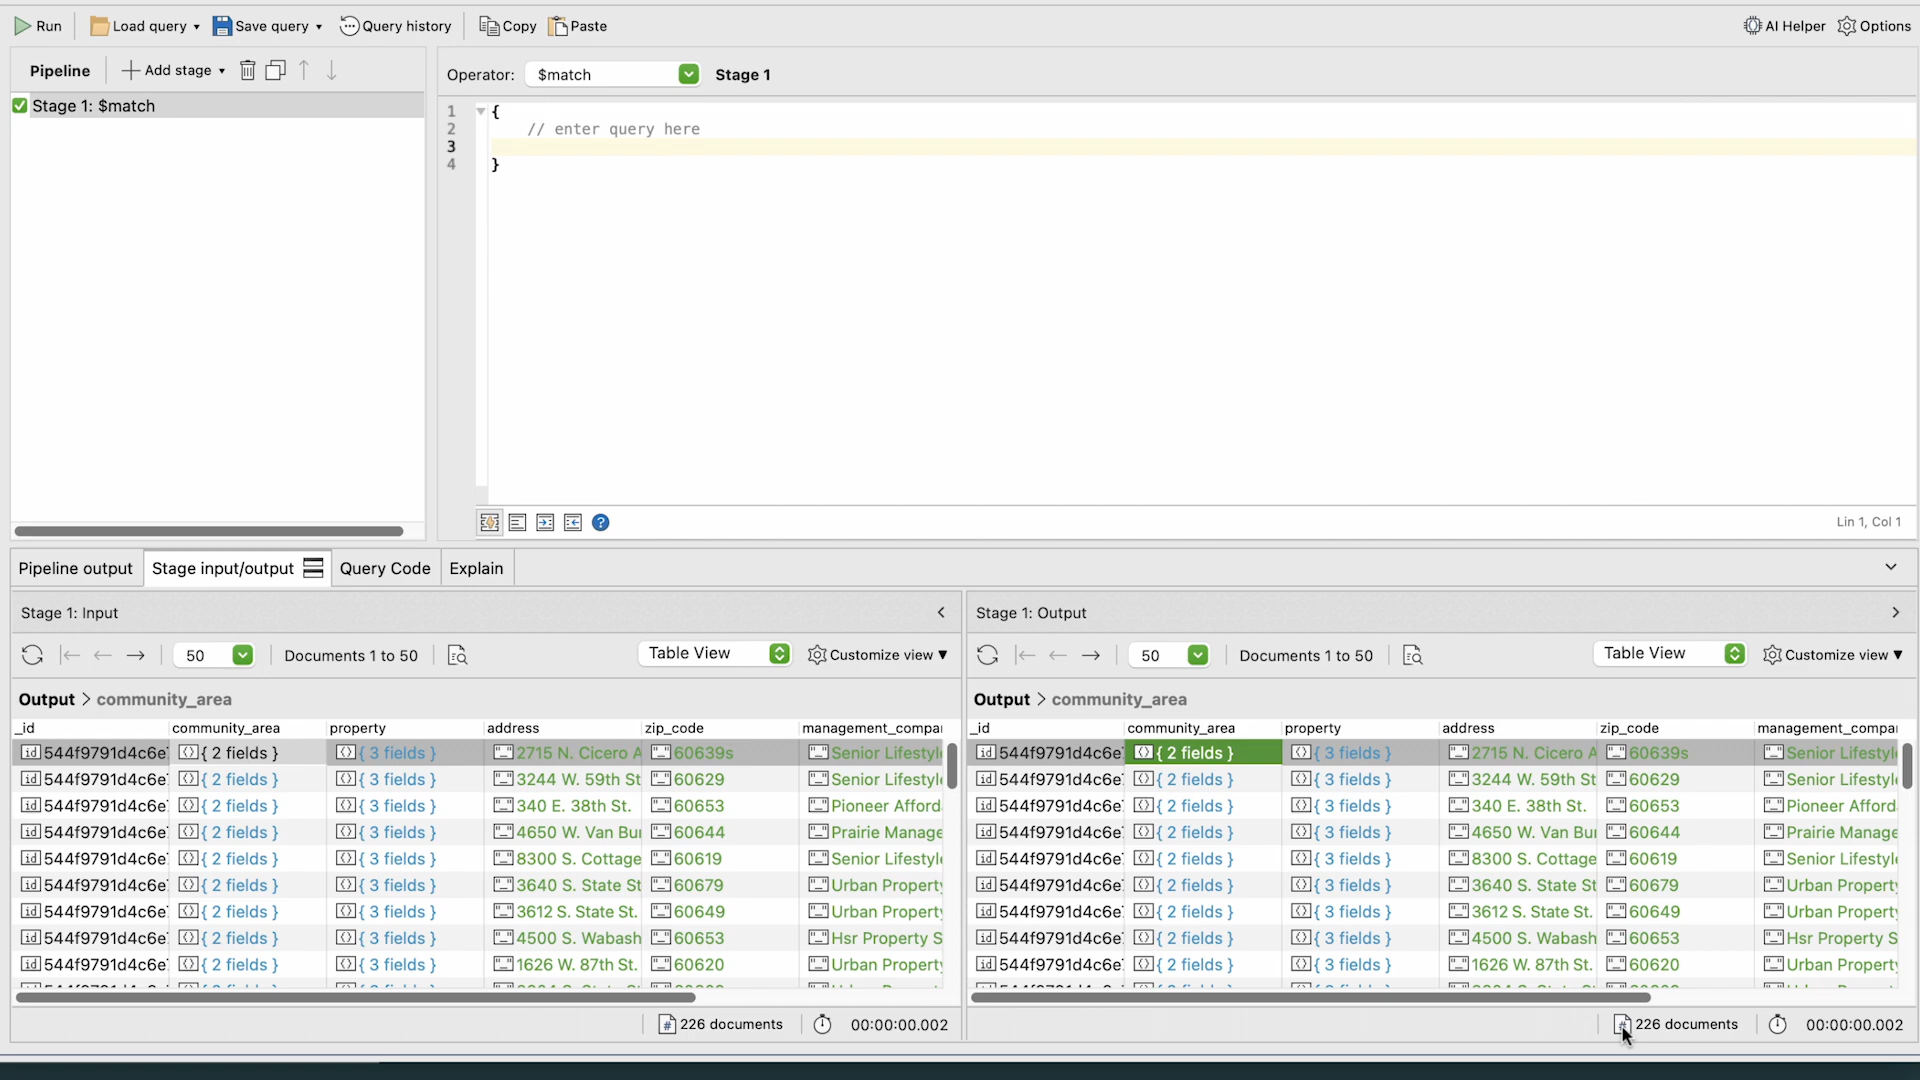 Run Load query Save query Query history Copy Paste AI Helper Options
Pipeline Add stage
Operator: $match Stage 1
Stage 1: $match
1 {
2 // enter query here
3
4 }
Lin 1, Col 1
Pipeline output Stage input/output Query Code Explain
Stage 1: Input
50 Documents 1 to 50 Table View Customize view
Output > community_area
_id community_area property address zip_code management_compar
544f9791d4c6e { 2 fields } { 3 fields } 2715 N. Cicero A 60639s Senior Lifestyl
544f9791d4c6e { 2 fields } { 3 fields } 3244 W. 59th St 60629 Senior Lifestyl
544f9791d4c6e { 2 fields } { 3 fields } 340 E. 38th St. 60653 Pioneer Afford
544f9791d4c6e { 2 fields } { 3 fields } 4650 W. Van Bu 60644 Prairie Manage
544f9791d4c6e { 2 fields } { 3 fields } 8300 S. Cottage 60619 Senior Lifestyl
544f9791d4c6e { 2 fields } { 3 fields } 3640 S. State St 60679 Urban Property
544f9791d4c6e { 2 fields } { 3 fields } 3612 S. State St. 60649 Urban Property
544f9791d4c6e { 2 fields } { 3 fields } 4500 S. Wabash 60653 Hsr Property S
544f9791d4c6e { 2 fields } { 3 fields } 1626 W. 87th St. 60620 Urban Property
226 documents 00:00:00.002
Stage 1: Output
50 Documents 1 to 50 Table View Customize view
Output > community_area
_id community_area property address zip_code management_compar
544f9791d4c6e { 2 fields } { 3 fields } 2715 N. Cicero A 60639s Senior Lifestyl
544f9791d4c6e { 2 fields } { 3 fields } 3244 W. 59th St 60629 Senior Lifestyl
544f9791d4c6e { 2 fields } { 3 fields } 340 E. 38th St. 60653 Pioneer Afford
544f9791d4c6e { 2 fields } { 3 fields } 4650 W. Van Bu 60644 Prairie Manage
544f9791d4c6e { 2 fields } { 3 fields } 8300 S. Cottage 60619 Senior Lifestyl
544f9791d4c6e { 2 fields } { 3 fields } 3640 S. State St 60679 Urban Property
544f9791d4c6e { 2 fields } { 3 fields } 3612 S. State St. 60649 Urban Property
544f9791d4c6e { 2 fields } { 3 fields } 4500 S. Wabash 60653 Hsr Property S
544f9791d4c6e { 2 fields } { 3 fields } 1626 W. 87th St. 60620 Urban Property
226 documents 00:00:00.002